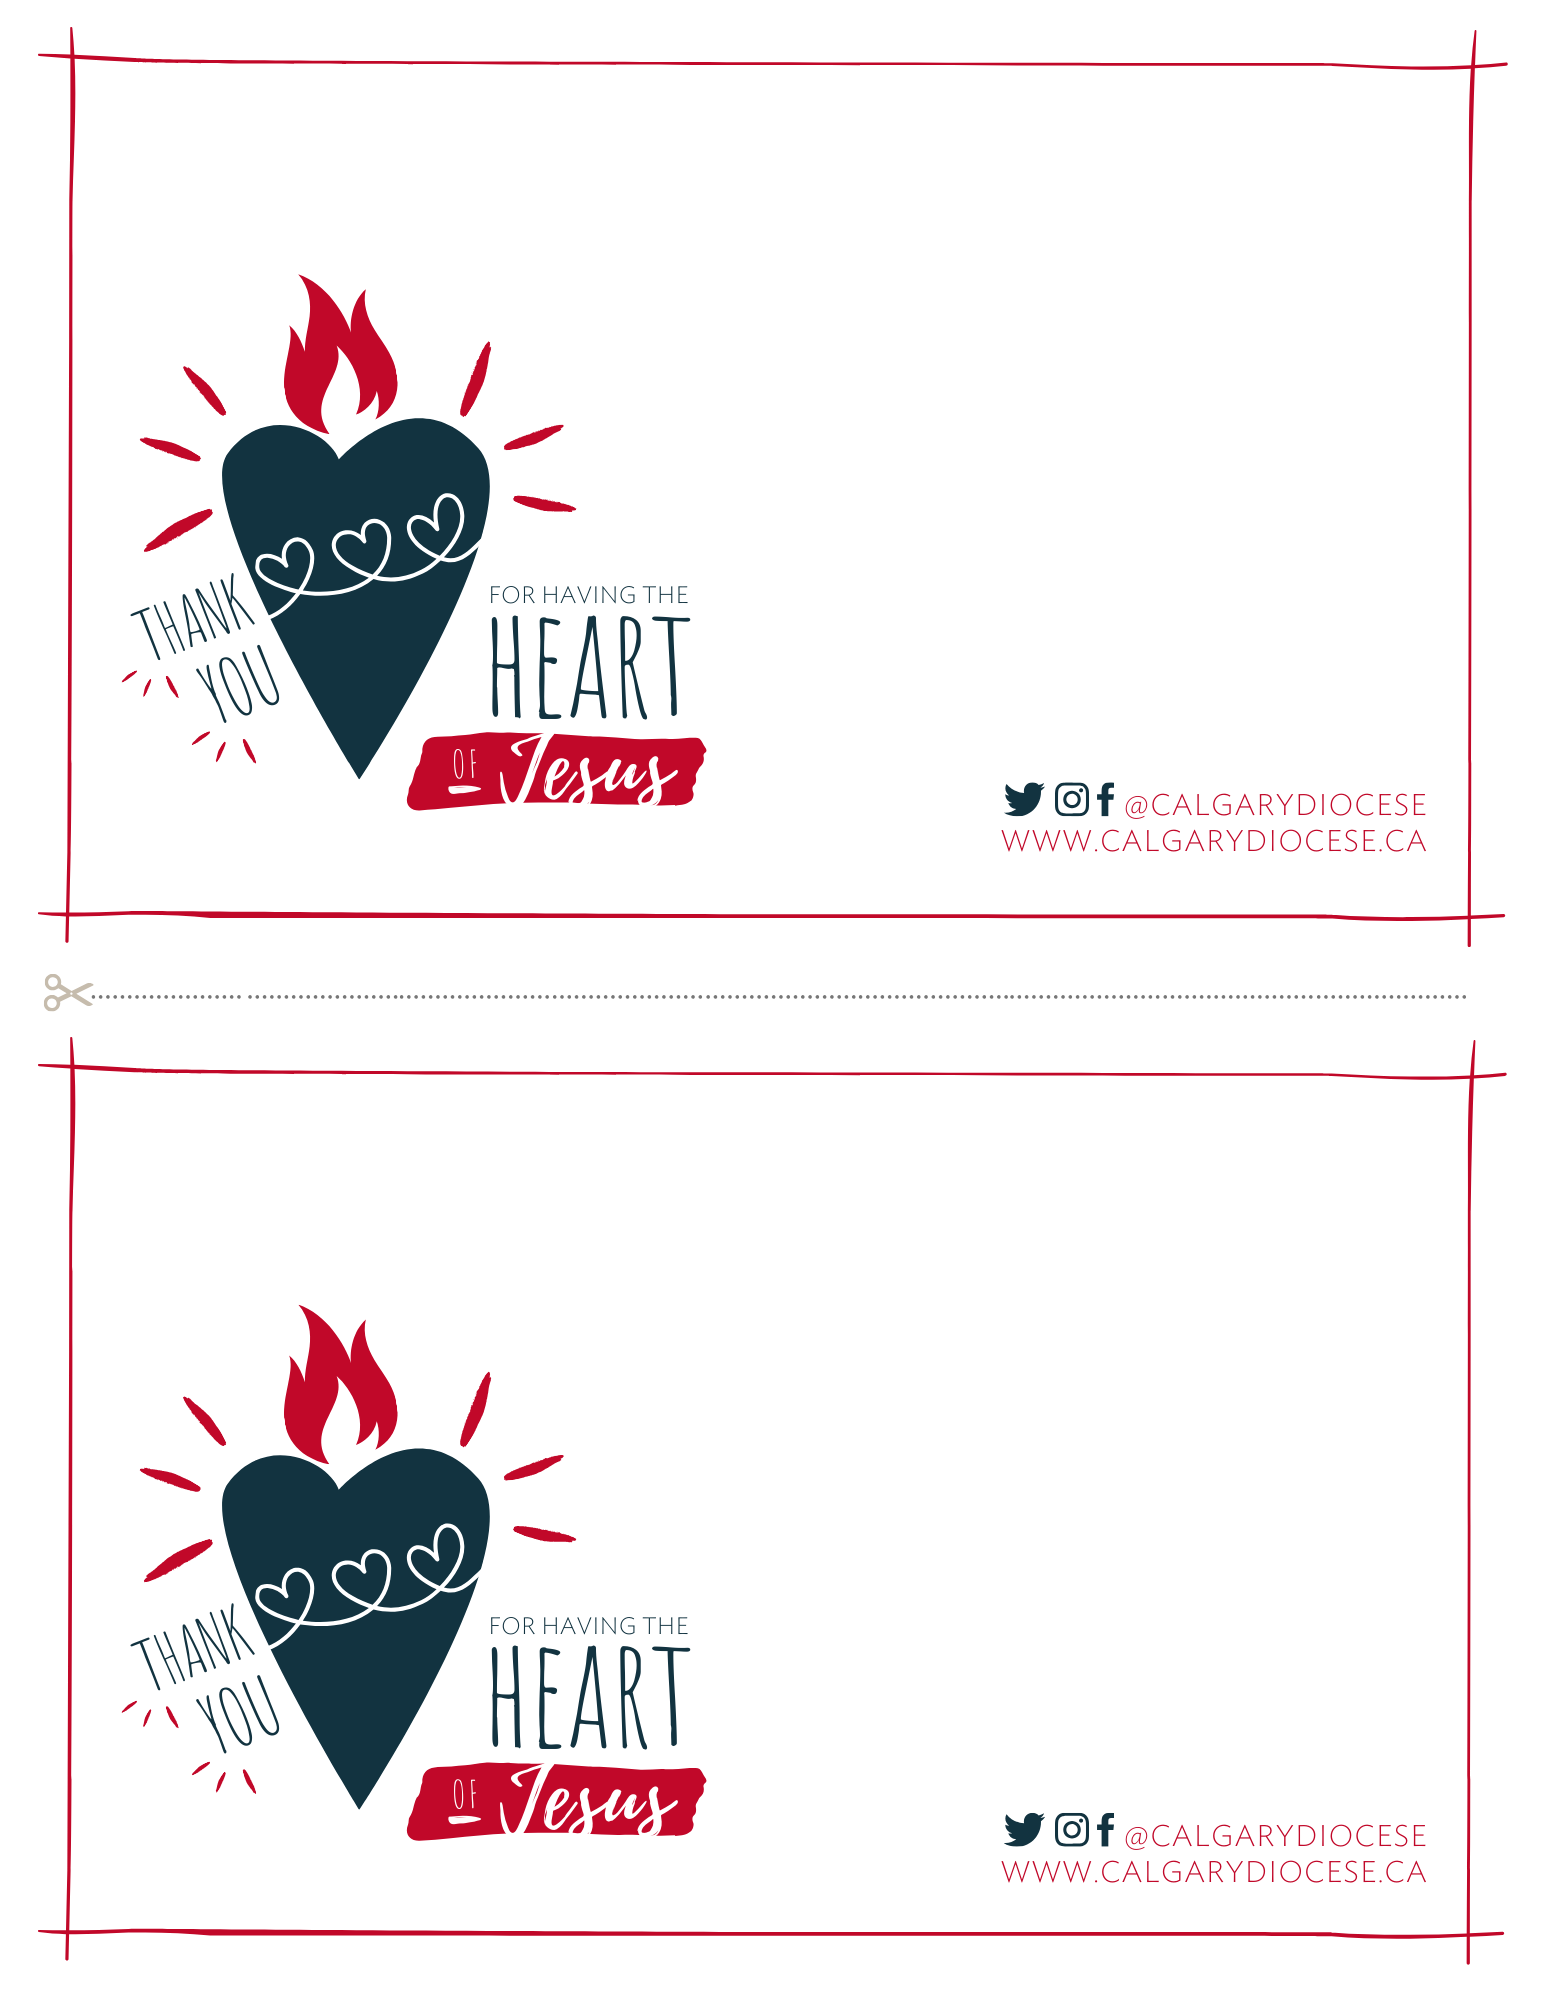 THANK
YOU
FOR HAVING THE
HEART
OF Jesus
@CALGARYDIOCESE
WWW.CALGARYDIOCESE.CA
THANK
YOU
FOR HAVING THE
HEART
OF Jesus
@CALGARYDIOCESE
WWW.CALGARYDIOCESE.CA